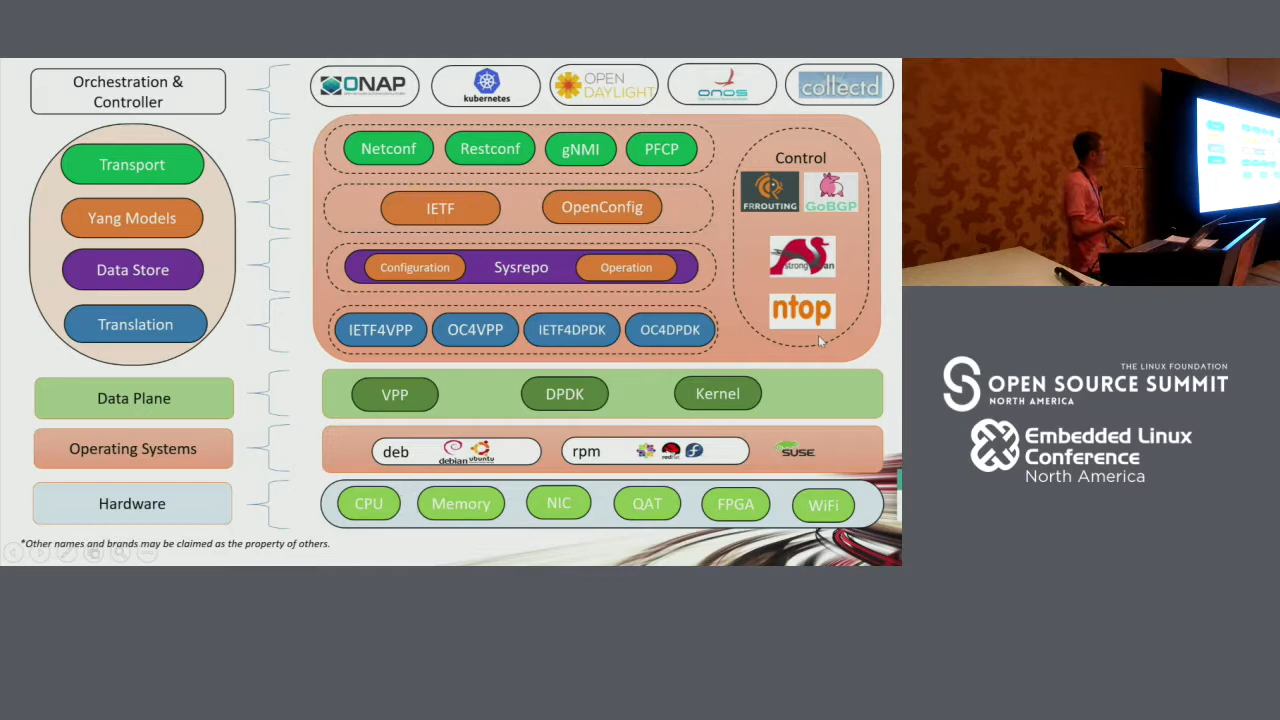 Orchestration &
Controller
ONAP
kubernetes
OPEN
DAYLIGHT
onos
collectd
Transport
Netconf
Restconf
gNMI
PFCP
Control
FRROUTING
GoBGP
Yang Models
IETF
OpenConfig
Data Store
Configuration
Sysrepo
Operation
strongSwan
ntop
Translation
IETF4VPP
OC4VPP
IETF4DPDK
OC4DPDK
Data Plane
VPP
DPDK
Kernel
Operating Systems
deb
debian
ubuntu
rpm
redhat
SUSE
Hardware
CPU
Memory
NIC
QAT
FPGA
WiFi
*Other names and brands may be claimed as the property of others.
THE LINUX FOUNDATION
OPEN SOURCE SUMMIT
NORTH AMERICA
Embedded Linux
Conference
North America